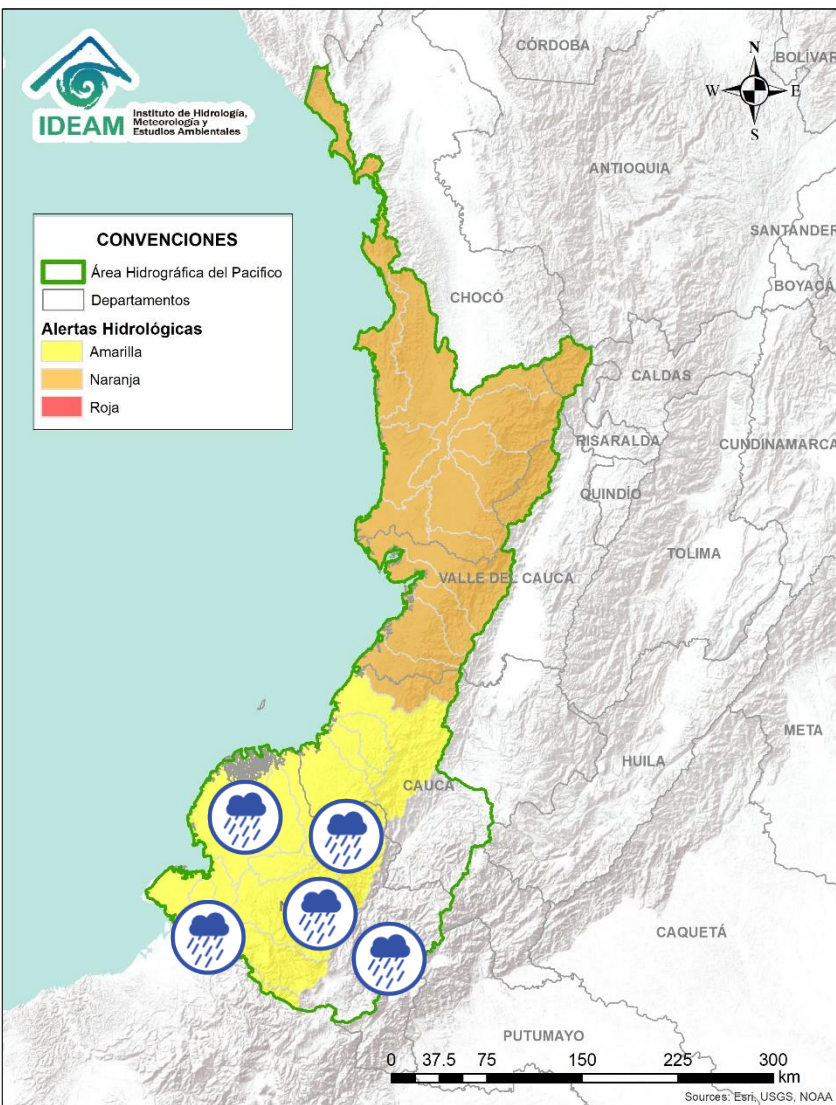 CÓRDOBA
BOLÍVAR
N
W
E
S
IDEAM
Instituto de Hidrología,
Meteorología y
Estudios Ambientales
ANTIOQUIA
SANTANDER
CONVENCIONES
Área Hidrográfica del Pacifico
Departamentos
Alertas Hidrológicas
Amarilla
Naranja
Roja
BOYACÁ
CHOCÓ
CALDAS
RISARALDA
CUNDINAMARCA
QUINDÍO
TOLIMA
VALLE DEL CAUCA
META
HUILA
CAUCA
CAQUETÁ
PUTUMAYO
0 37.5 75 150 225 300
km
Sources: Esri, USGS, NOAA